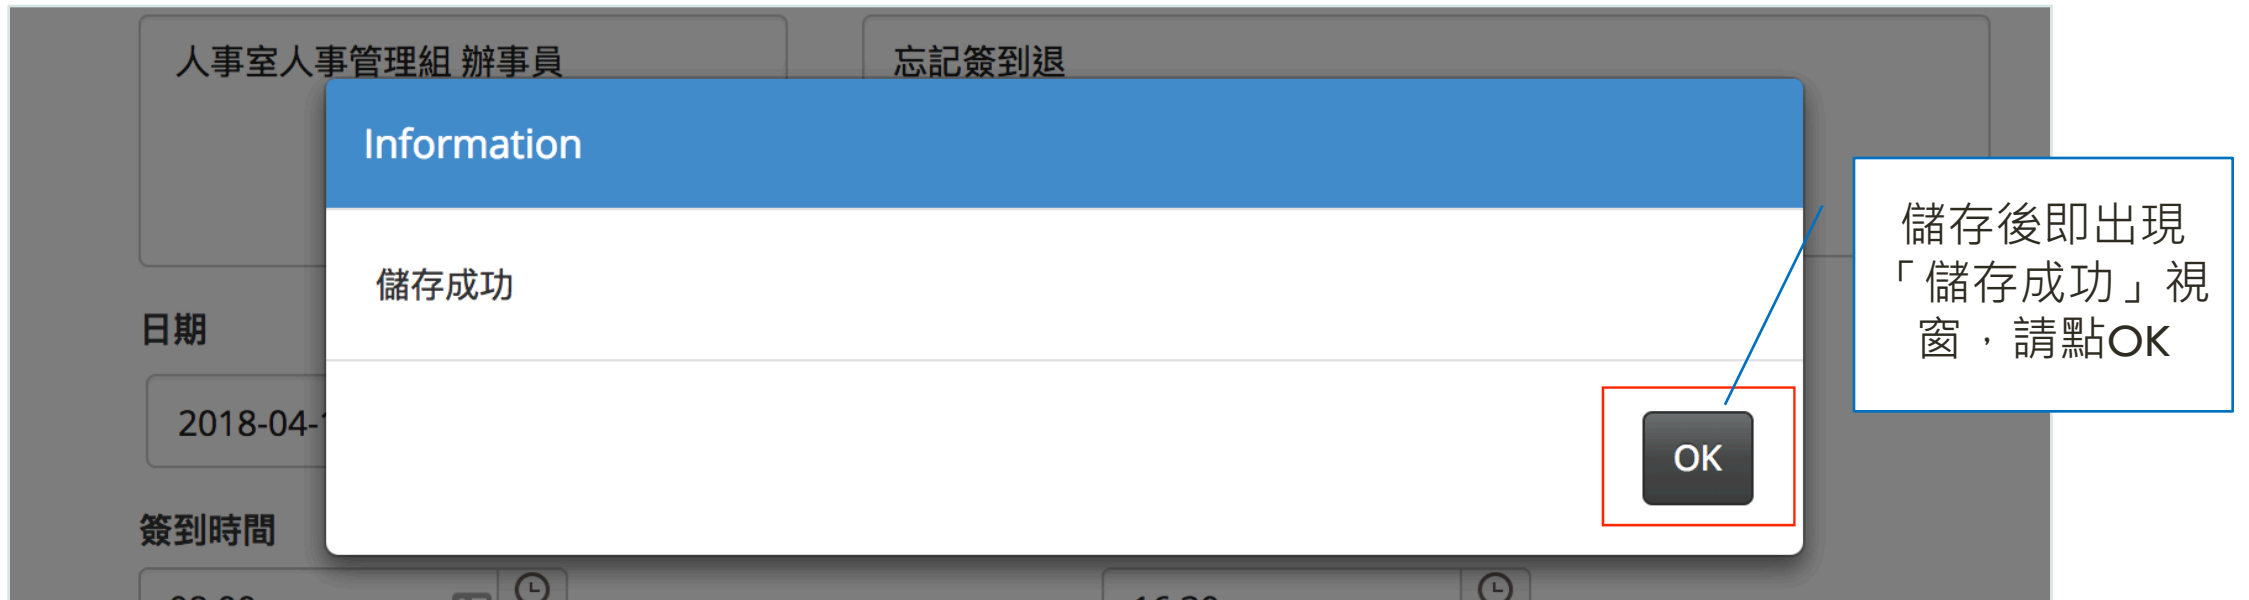 人事室人事管理組 辦事員
忘記簽到退
Information
儲存成功
OK
儲存後即出現
「儲存成功」視
窗，請點OK
日期
2018-04-
簽到時間